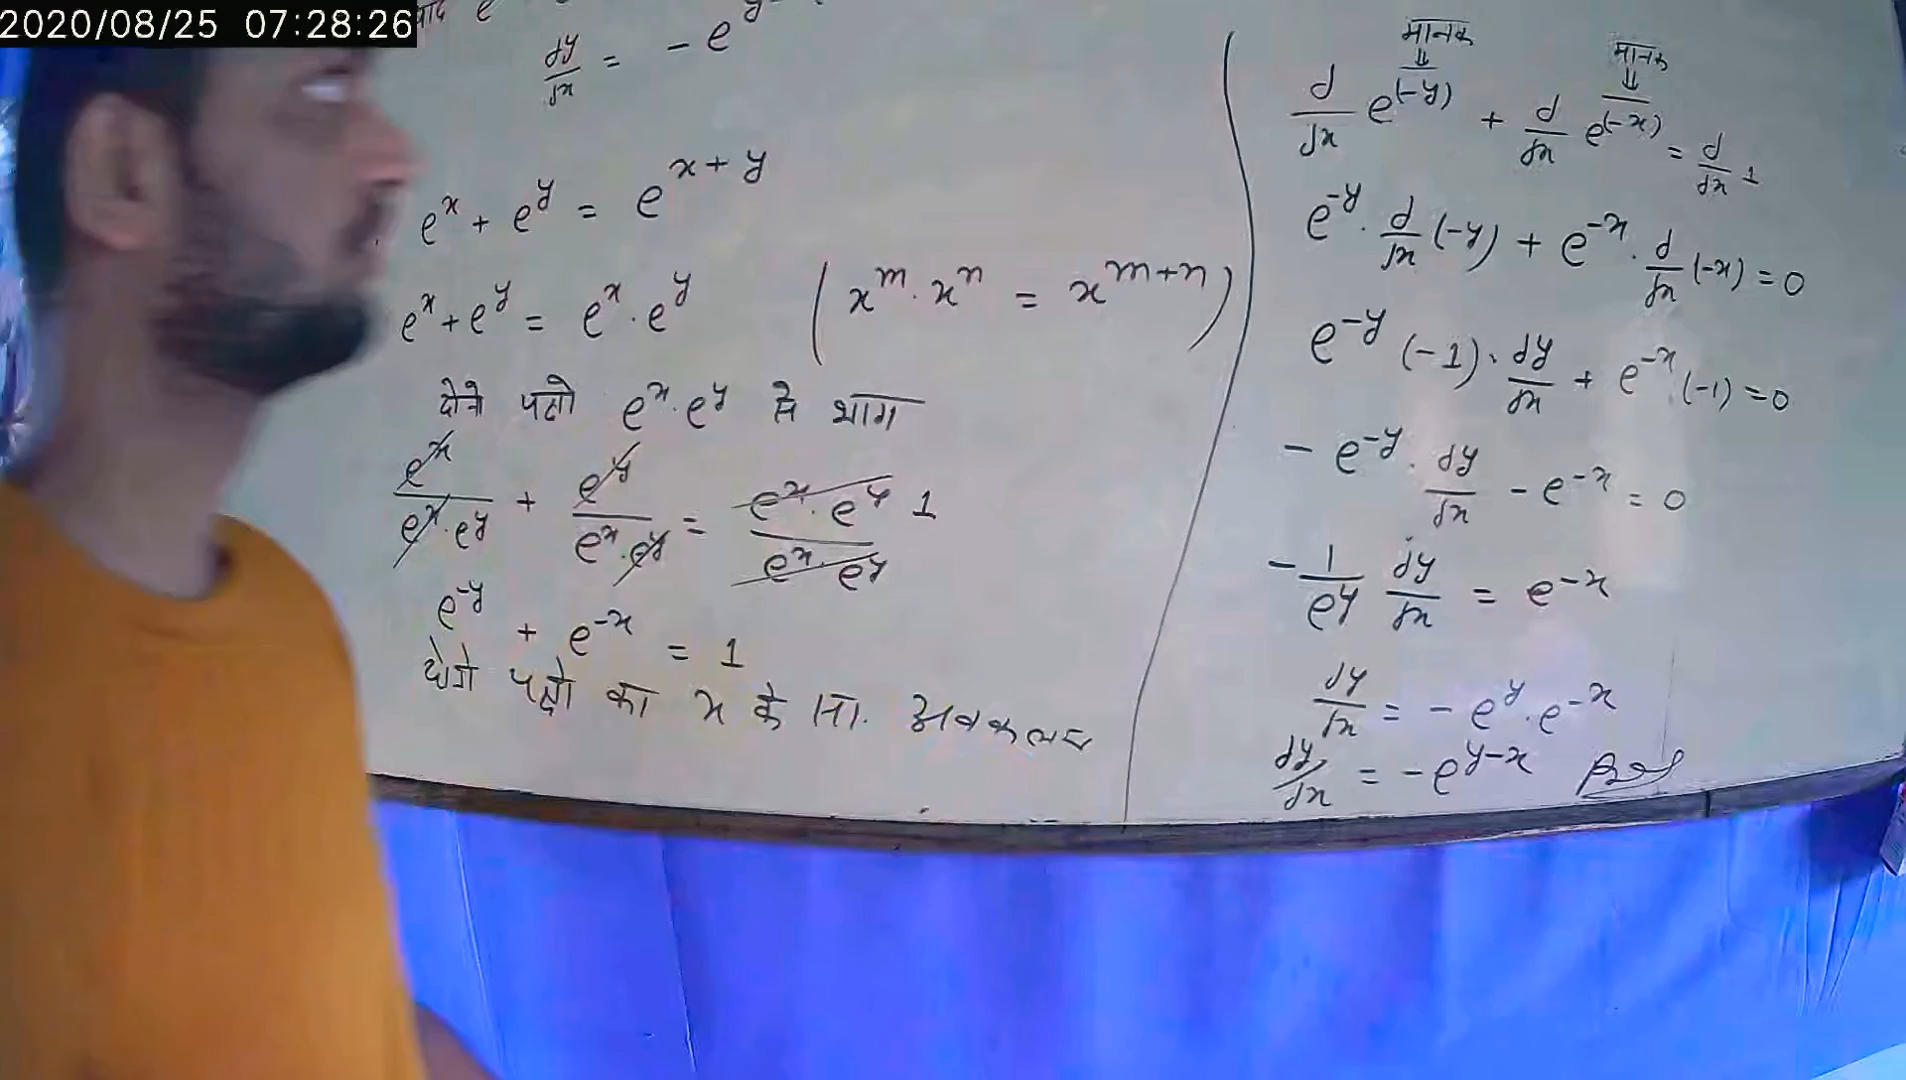 2020/08/25 07:28:26
e
dy/dx = - e^y
e^x + e^y = e^(x+y)
e^x + e^y = e^x . e^y (x^m . x^n = x^(m+n))
दोनो पक्षो e^x . e^y से भाग
e^x/(e^x . e^y) + e^y/(e^x . e^y) = (e^x . e^y)/(e^x . e^y) 1
e^-y + e^-x = 1
दोनो पक्षो का x के सा. अवकलन
मानक मानक
⇓ ⇓
d/dx e^(-y) + d/dx e^(-x) = d/dx 1
e^-y . d/dx (-y) + e^-x . d/dx (-x) = 0
e^-y (-1) . dy/dx + e^-x . (-1) = 0
- e^-y . dy/dx - e^-x = 0
- 1/e^y dy/dx = e^-x
dy/dx = - e^y . e^-x
dy/dx = - e^(y-x)